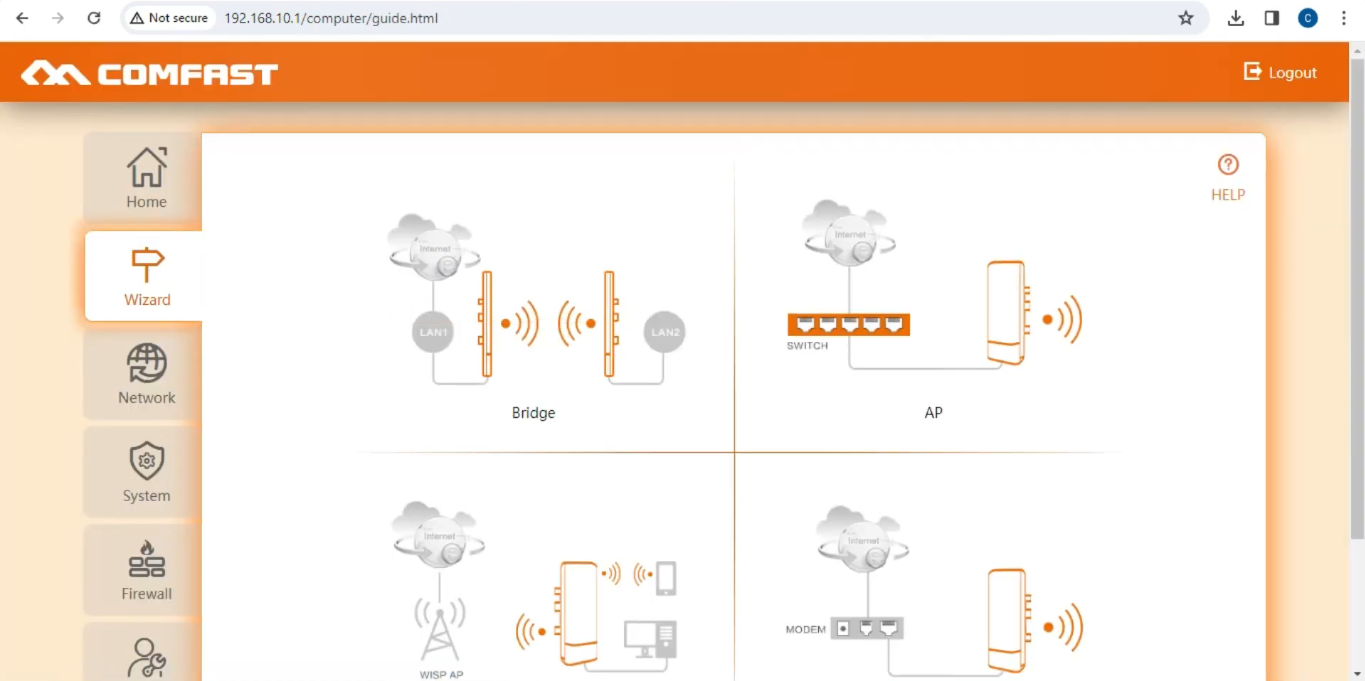 Not secure
192.168.10.1/computer/guide.html
C
COMFAST
Logout
Home
Wizard
Network
System
Firewall
HELP
Internet
LAN1
LAN2
Bridge
Internet
SWITCH
AP
Internet
WISP AP
Internet
MODEM